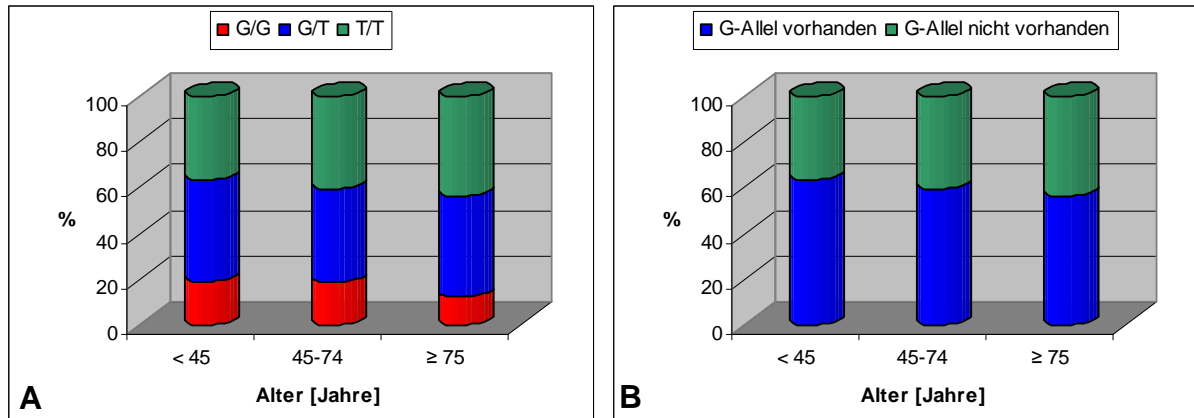 G/G G/T T/T
100
80
60
40
20
0
%
< 45 45-74 ≥ 75
Alter [Jahre]
A
G-Allel vorhanden G-Allel nicht vorhanden
100
80
60
40
20
0
%
< 45 45-74 ≥ 75
Alter [Jahre]
B